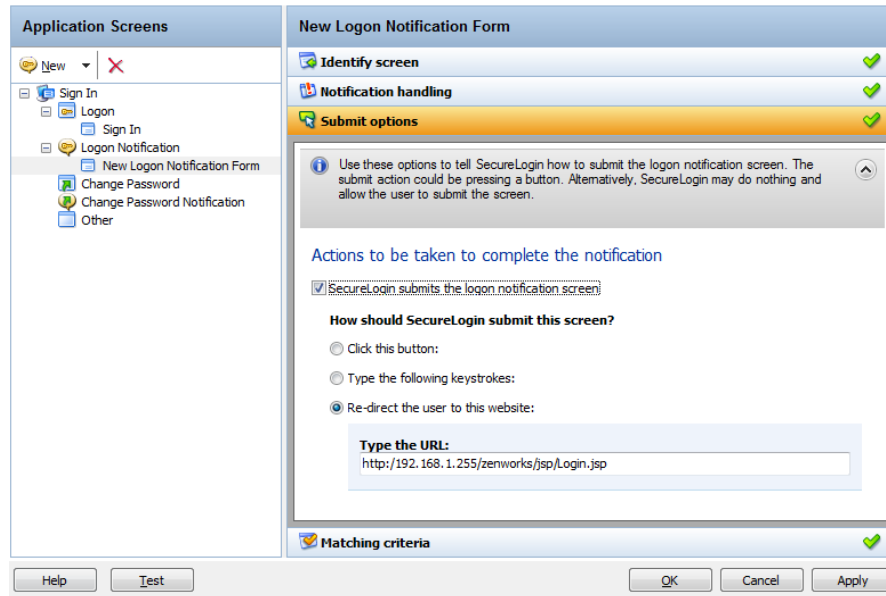 Application Screens
New
Sign In
Logon
Sign In
Logon Notification
New Logon Notification Form
Change Password
Change Password Notification
Other
New Logon Notification Form
Identify screen
Notification handling
Submit options
Use these options to tell SecureLogin how to submit the logon notification screen. The
submit action could be pressing a button. Alternatively, SecureLogin may do nothing and
allow the user to submit the screen.
Actions to be taken to complete the notification
SecureLogin submits the logon notification screen
How should SecureLogin submit this screen?
Click this button:
Type the following keystrokes:
Re-direct the user to this website:
Type the URL:
http:/192.168.1.255/zenworks/jsp/Login.jsp
Matching criteria
Help
Test
OK
Cancel
Apply